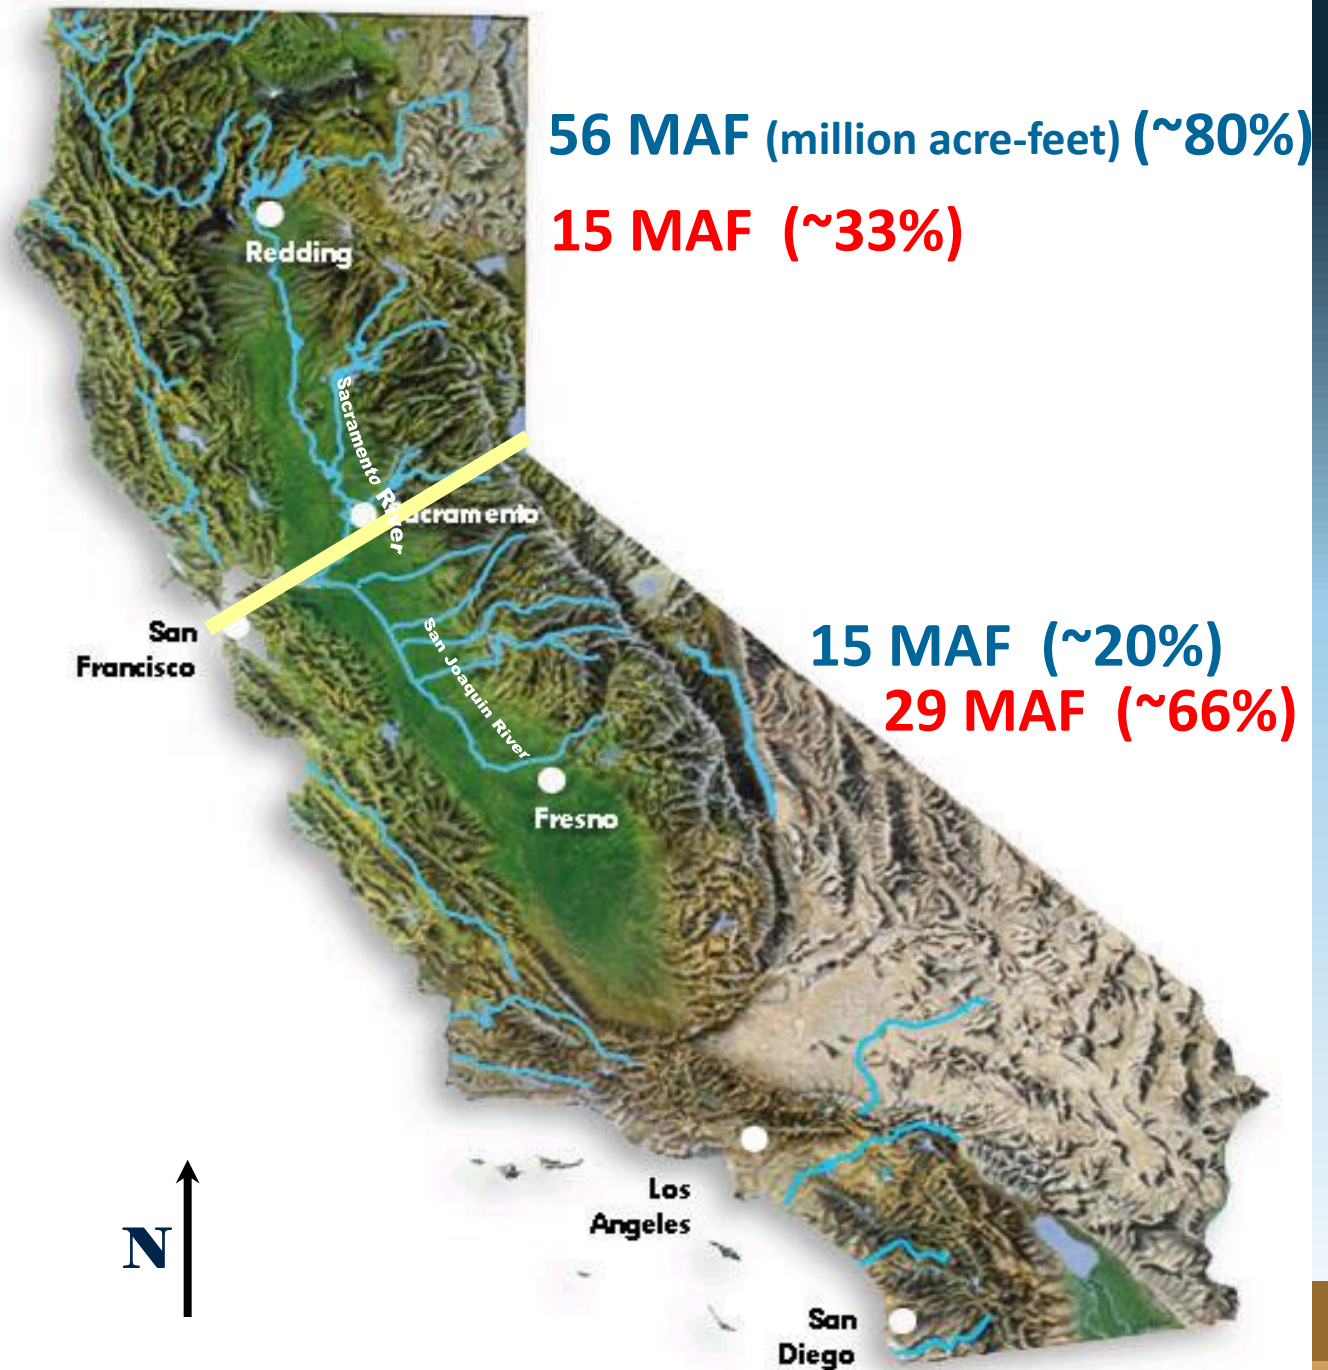 56 MAF (million acre-feet) (~80%)
15 MAF (~33%)
Redding
Sacramento River
Sacramento
San
Francisco
San Joaquin River
15 MAF (~20%)
29 MAF (~66%)
Fresno
Los
Angeles
N
San
Diego